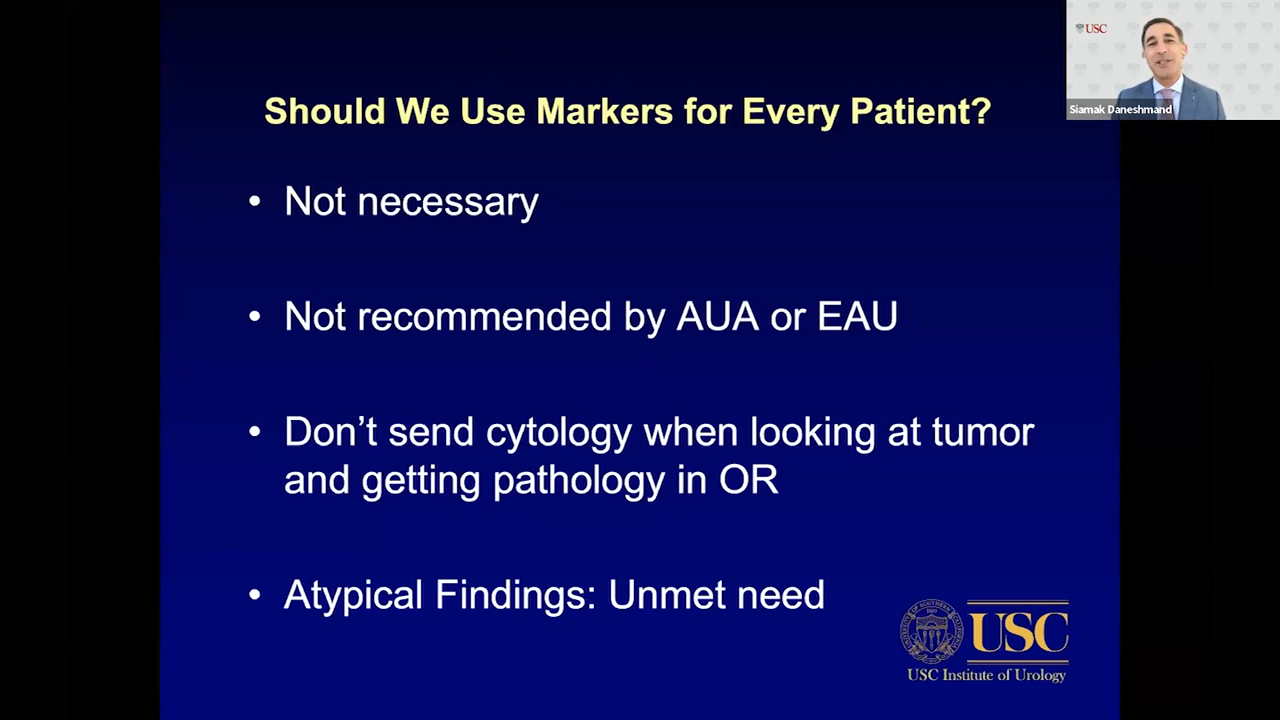 USC
Siamak Daneshmand
Should We Use Markers for Every Patient?
• Not necessary
• Not recommended by AUA or EAU
• Don’t send cytology when looking at tumor
and getting pathology in OR
• Atypical Findings: Unmet need
USC
USC Institute of Urology